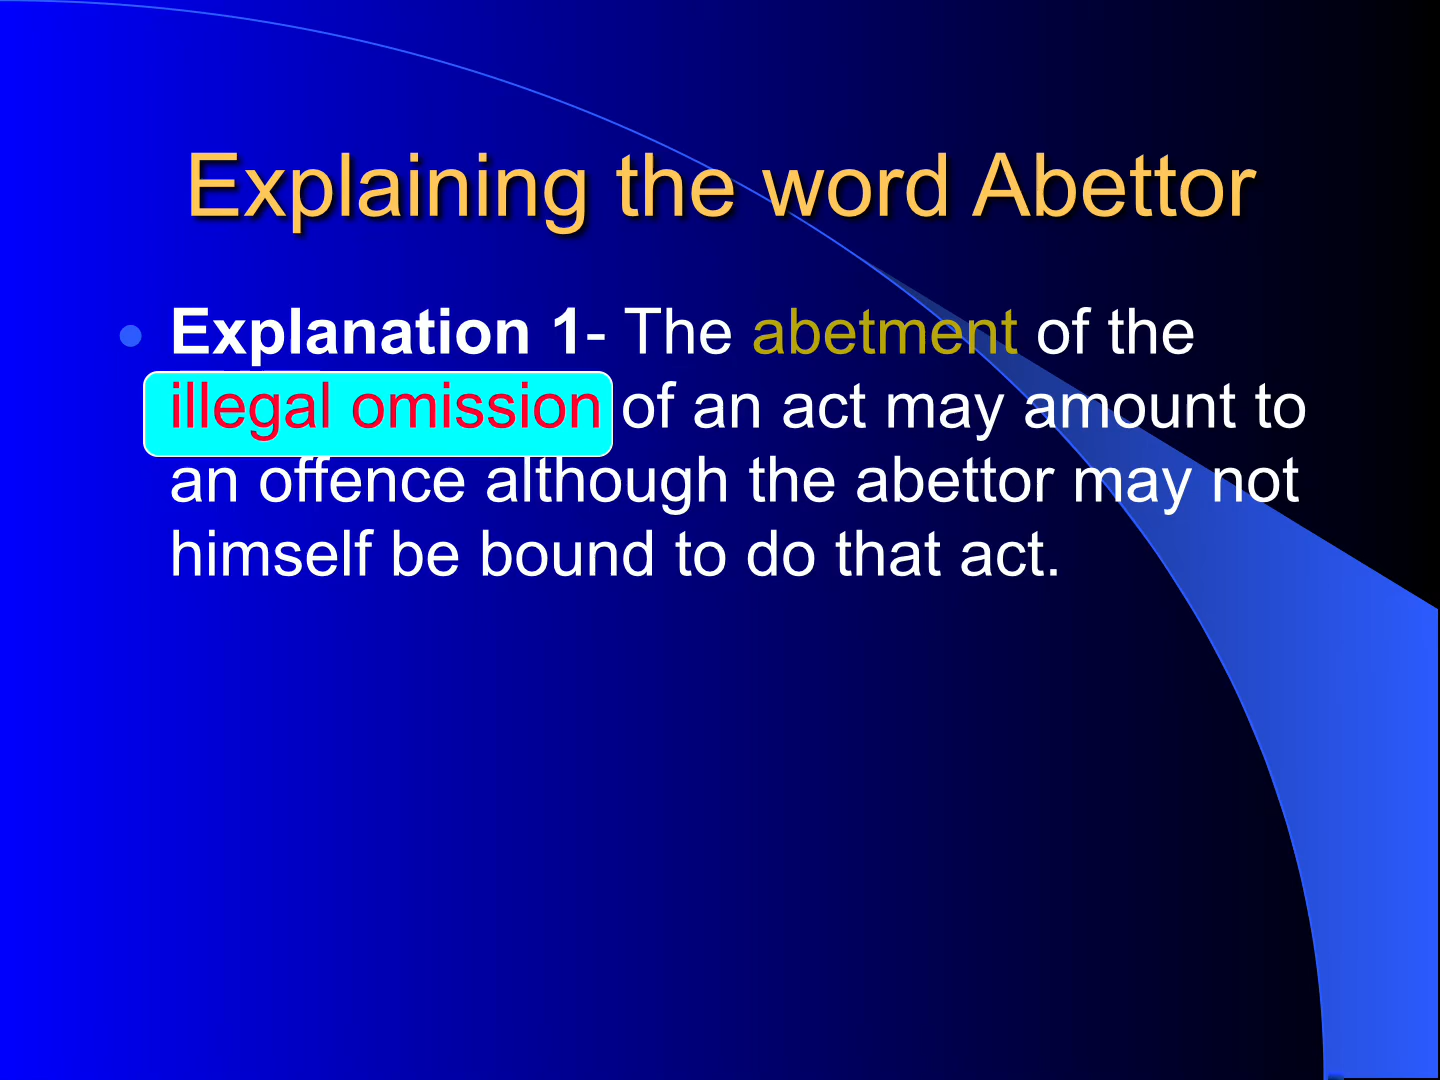 Explaining the word Abettor
• Explanation 1- The abetment of the
illegal omission of an act may amount to
an offence although the abettor may not
himself be bound to do that act.